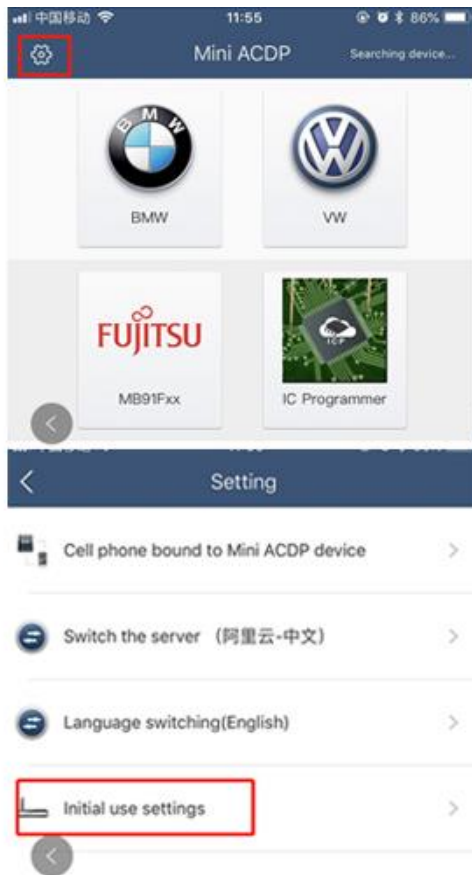 中国移动
11:55
86%
Mini ACDP
Searching device...
BMW
BMW
VW
FUJITSU
ICP
MB91Fxx
IC Programmer
Setting
Cell phone bound to Mini ACDP device
Switch the server （阿里云-中文）
Language switching(English)
Initial use settings